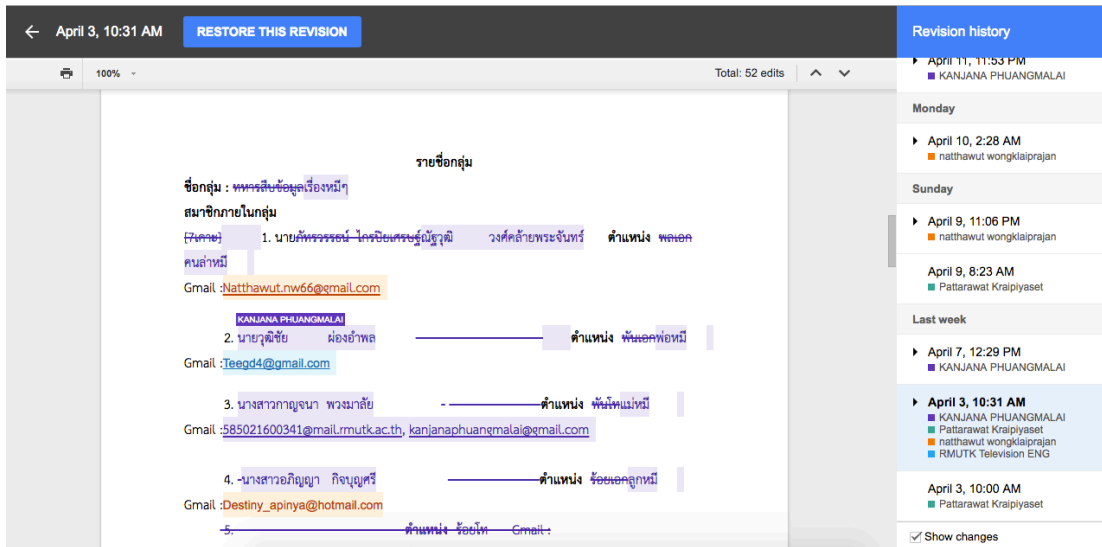 April 3, 10:31 AM
RESTORE THIS REVISION
100%
Total: 52 edits
รายชื่อกลุ่ม
ชื่อกลุ่ม : ทหารสืบข้อมูลเรื่องหมีๆ
สมาชิกภายในกลุ่ม
[7เคาะ] 1. นายภัทรวรรธน์ ไกรปิยเศรษฐ์ณัฐวุฒิ วงศ์คล้ายพระจันทร์ ตำแหน่ง พลเอก
คนล่าหมี
Gmail :Natthawut.nw66@gmail.com
KANJANA PHUANGMALAI
2. นายวุฒิชัย ผ่องอำพล ตำแหน่ง พันเอกพ่อหมี
Gmail :Teegd4@gmail.com
3. นางสาวกาญจนา พวงมาลัย - ตำแหน่ง พันโทแม่หมี
Gmail :585021600341@mail.rmutk.ac.th, kanjanaphuangmalai@gmail.com
4. -นางสาวอภิญญา กิจบุญศรี ตำแหน่ง ร้อยเอกลูกหมี
Gmail :Destiny_apinya@hotmail.com
5. ตำแหน่ง ร้อยโท Gmail :
Revision history
April 11, 11:53 PM
KANJANA PHUANGMALAI
Monday
April 10, 2:28 AM
natthawut wongklaiprajan
Sunday
April 9, 11:06 PM
natthawut wongklaiprajan
April 9, 8:23 AM
Pattarawat Kraipiyaset
Last week
April 7, 12:29 PM
KANJANA PHUANGMALAI
April 3, 10:31 AM
KANJANA PHUANGMALAI
Pattarawat Kraipiyaset
natthawut wongklaiprajan
RMUTK Television ENG
April 3, 10:00 AM
Pattarawat Kraipiyaset
Show changes